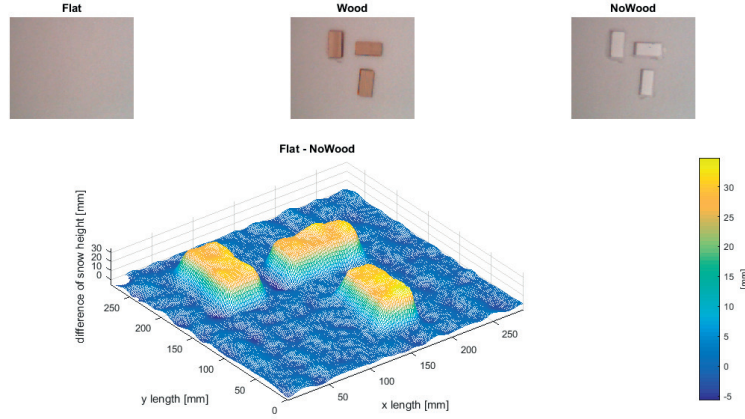 Flat
Wood
NoWood
Flat - NoWood
difference of snow height [mm]
30
20
10
0
250
200
150
100
50
0
y length [mm]
50
100
150
200
250
x length [mm]
30
25
20
15
10
5
0
-5
[mm]